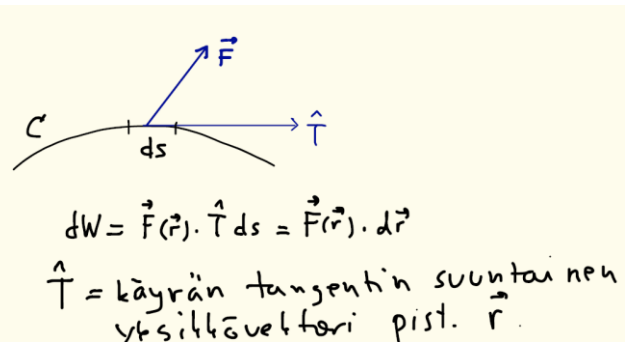 F⃗
C
T̂
ds
dW = F⃗(r⃗). T̂ ds = F⃗(r⃗). dr⃗
T̂ = käyrän tangentin suuntainen
yksikkövektori pist. r⃗.